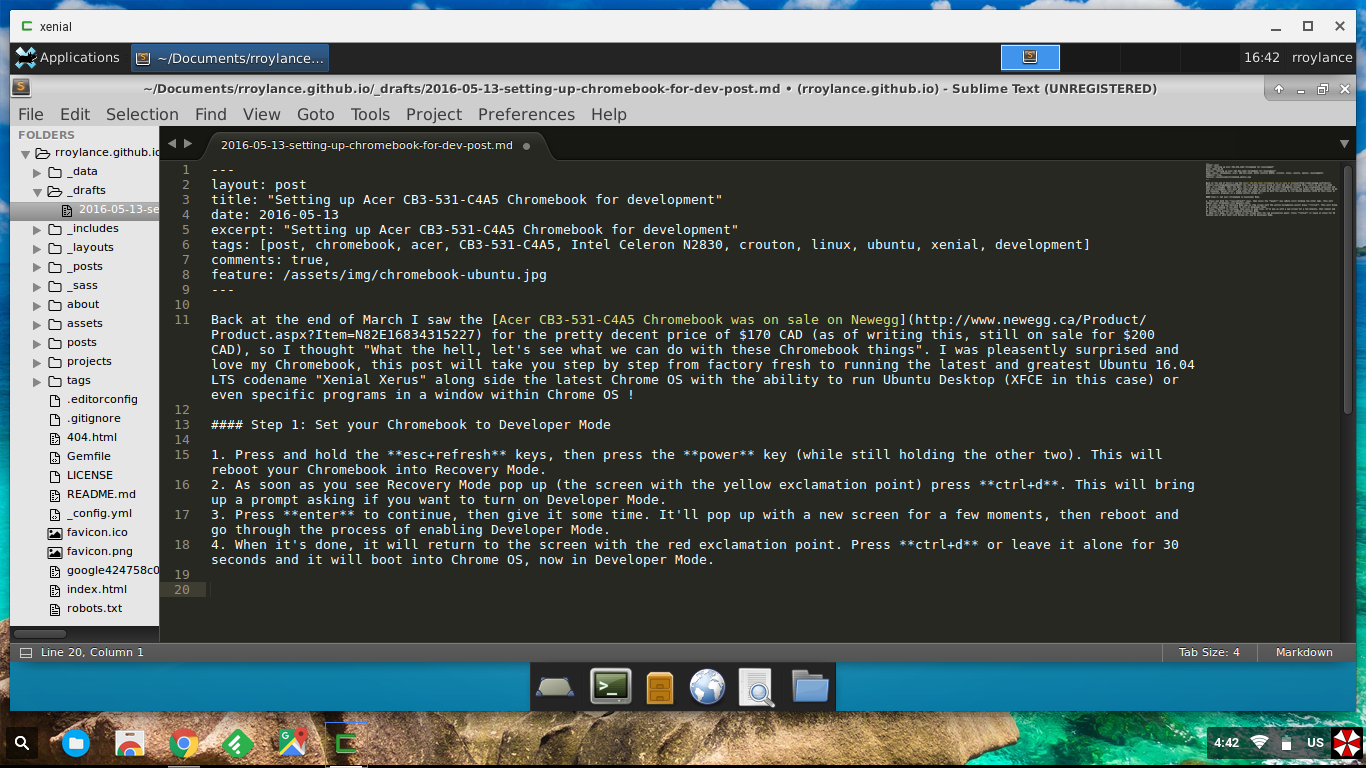 xenial
Applications
~/Documents/rroylance...
16:42
rroylance
~/Documents/rroylance.github.io/_drafts/2016-05-13-setting-up-chromebook-for-dev-post.md • (rroylance.github.io) - Sublime Text (UNREGISTERED)
File Edit Selection Find View Goto Tools Project Preferences Help
FOLDERS
rroylance.github.io
_data
_drafts
2016-05-13-se
_includes
_layouts
_posts
_sass
about
assets
posts
projects
tags
.editorconfig
.gitignore
404.html
Gemfile
LICENSE
README.md
_config.yml
favicon.ico
favicon.png
google424758c0
index.html
robots.txt
2016-05-13-setting-up-chromebook-for-dev-post.md
1 ---
2 layout: post
3 title: "Setting up Acer CB3-531-C4A5 Chromebook for development"
4 date: 2016-05-13
5 excerpt: "Setting up Acer CB3-531-C4A5 Chromebook for development"
6 tags: [post, chromebook, acer, CB3-531-C4A5, Intel Celeron N2830, crouton, linux, ubuntu, xenial, development]
7 comments: true,
8 feature: /assets/img/chromebook-ubuntu.jpg
9 ---
10
11 Back at the end of March I saw the [Acer CB3-531-C4A5 Chromebook was on sale on Newegg](http://www.newegg.ca/Product/
Product.aspx?Item=N82E16834315227) for the pretty decent price of $170 CAD (as of writing this, still on sale for $200
CAD), so I thought "What the hell, let's see what we can do with these Chromebook things". I was pleasently surprised and
love my Chromebook, this post will take you step by step from factory fresh to running the latest and greatest Ubuntu 16.04
LTS codename "Xenial Xerus" along side the latest Chrome OS with the ability to run Ubuntu Desktop (XFCE in this case) or
even specific programs in a window within Chrome OS !
12
13 #### Step 1: Set your Chromebook to Developer Mode
14
15 1. Press and hold the **esc+refresh** keys, then press the **power** key (while still holding the other two). This will
reboot your Chromebook into Recovery Mode.
16 2. As soon as you see Recovery Mode pop up (the screen with the yellow exclamation point) press **ctrl+d**. This will bring
up a prompt asking if you want to turn on Developer Mode.
17 3. Press **enter** to continue, then give it some time. It'll pop up with a new screen for a few moments, then reboot and
go through the process of enabling Developer Mode.
18 4. When it's done, it will return to the screen with the red exclamation point. Press **ctrl+d** or leave it alone for 30
seconds and it will boot into Chrome OS, now in Developer Mode.
19
20
Line 20, Column 1
Tab Size: 4
Markdown
4:42
US